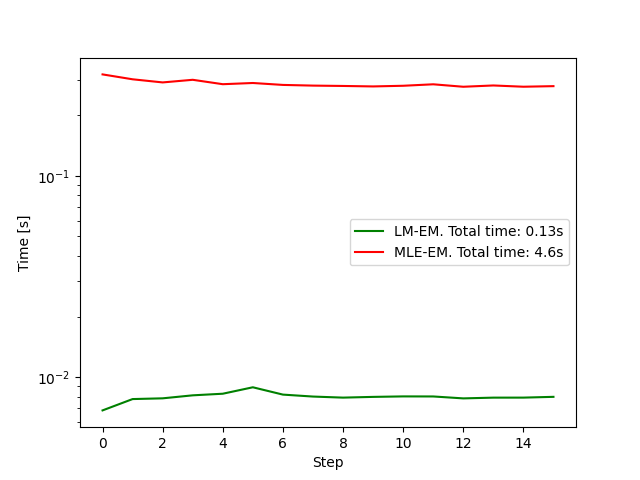 10⁻¹
10⁻²
Time [s]
LM-EM. Total time: 0.13s
MLE-EM. Total time: 4.6s
0 2 4 6 8 10 12 14
Step